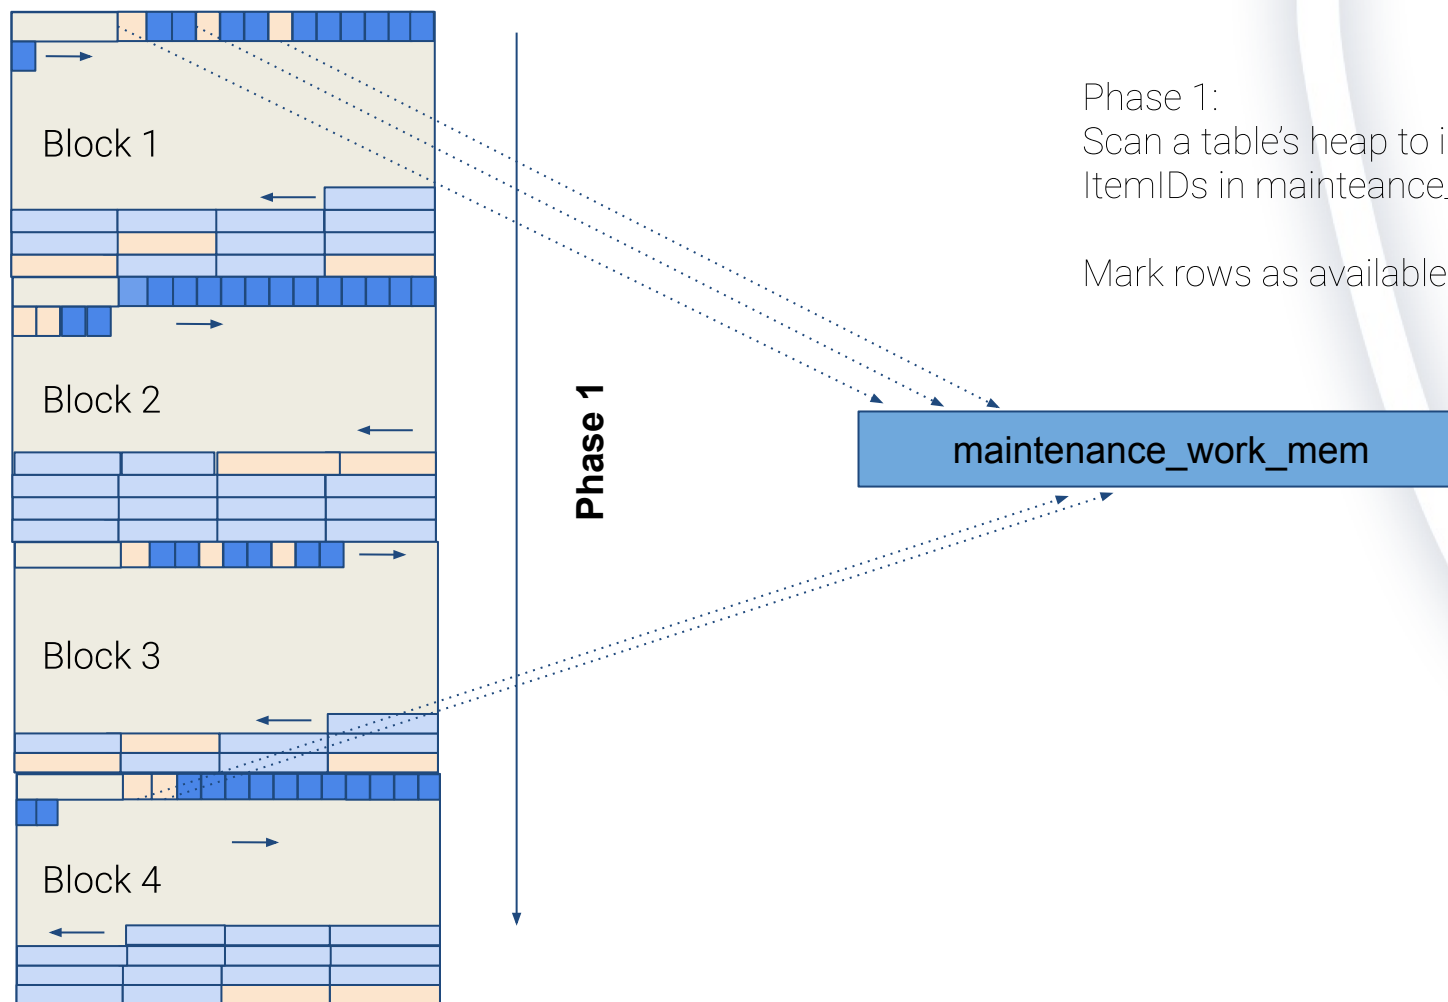 Block 1
Block 2
Block 3
Block 4
Phase 1
Phase 1:
Scan a table's heap to i
ItemIDs in mainteance_
Mark rows as available
maintenance_work_mem